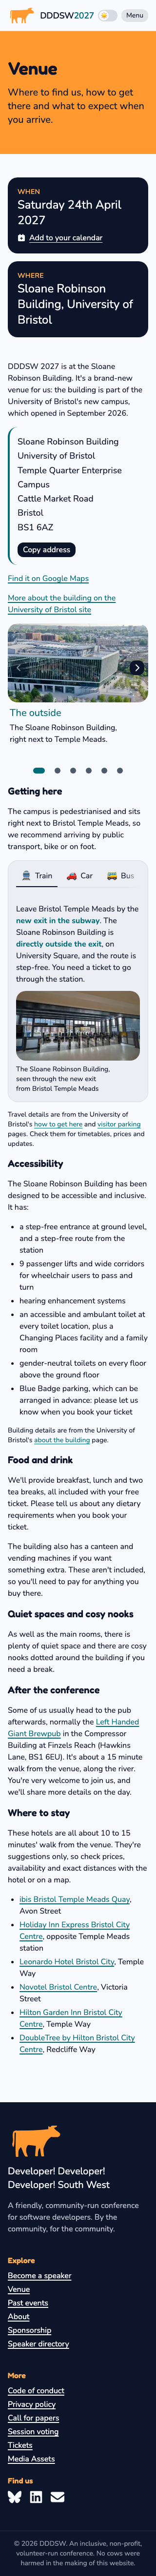 DDDSW2027
Menu
Venue
Where to find us, how to get
there and what to expect when
you arrive.
WHEN
Saturday 24th April
2027
Add to your calendar
WHERE
Sloane Robinson
Building, University of
Bristol
DDDSW 2027 is at the Sloane
Robinson Building. It's a brand-new
venue for us: the building is part of the
University of Bristol's new campus,
which opened in September 2026.
Sloane Robinson Building
University of Bristol
Temple Quarter Enterprise
Campus
Cattle Market Road
Bristol
BS1 6AZ
Copy address
Find it on Google Maps
More about the building on the
University of Bristol site
The outside
The Sloane Robinson Building,
right next to Temple Meads.
Getting here
The campus is pedestrianised and sits
right next to Bristol Temple Meads, so
we recommend arriving by public
transport, bike or on foot.
Train
Car
Bus
Leave Bristol Temple Meads by the
new exit in the subway. The
Sloane Robinson Building is
directly outside the exit, on
University Square, and the route is
step-free. You need a ticket to go
through the station.
The Sloane Robinson Building,
seen through the new exit
from Bristol Temple Meads
Travel details are from the University of
Bristol's how to get here and visitor parking
pages. Check them for timetables, prices and
updates.
Accessibility
The Sloane Robinson Building has been
designed to be accessible and inclusive.
It has:
a step-free entrance at ground level,
and a step-free route from the
station
9 passenger lifts and wide corridors
for wheelchair users to pass and
turn
hearing enhancement systems
an accessible and ambulant toilet at
every toilet location, plus a
Changing Places facility and a family
room
gender-neutral toilets on every floor
above the ground floor
Blue Badge parking, which can be
arranged in advance: please let us
know when you book your ticket
Building details are from the University of
Bristol's about the building page.
Food and drink
We'll provide breakfast, lunch and two
tea breaks, all included with your free
ticket. Please tell us about any dietary
requirements when you book your
ticket.
The building also has a canteen and
vending machines if you want
something extra. These aren't included,
so you'll need to pay for anything you
buy there.
Quiet spaces and cosy nooks
As well as the main rooms, there is
plenty of quiet space and there are cosy
nooks dotted around the building if you
need a break.
After the conference
Some of us usually head to the pub
afterwards, normally the Left Handed
Giant Brewpub in the Compressor
Building at Finzels Reach (Hawkins
Lane, BS1 6EU). It's about a 15 minute
walk from the venue, along the river.
You're very welcome to join us, and
we'll share more details on the day.
Where to stay
These hotels are all about 10 to 15
minutes' walk from the venue. They're
suggestions only, so check prices,
availability and exact distances with the
hotel or on a map.
ibis Bristol Temple Meads Quay,
Avon Street
Holiday Inn Express Bristol City
Centre, opposite Temple Meads
station
Leonardo Hotel Bristol City, Temple
Way
Novotel Bristol Centre, Victoria
Street
Hilton Garden Inn Bristol City
Centre, Temple Way
DoubleTree by Hilton Bristol City
Centre, Redcliffe Way
Developer! Developer!
Developer! South West
A friendly, community-run conference
for software developers. By the
community, for the community.
Explore
Become a speaker
Venue
Past events
About
Sponsorship
Speaker directory
More
Code of conduct
Privacy policy
Call for papers
Session voting
Tickets
Media Assets
Find us
© 2026 DDDSW. An inclusive, non-profit,
volunteer-run conference. No cows were
harmed in the making of this website.